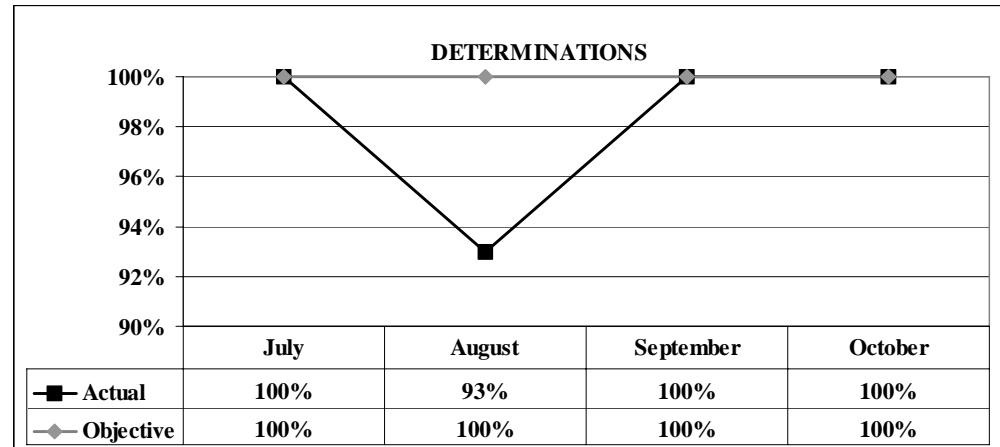 DETERMINATIONS
100%
98%
96%
94%
92%
90%
July August September October
Actual 100% 93% 100% 100%
Objective 100% 100% 100% 100%